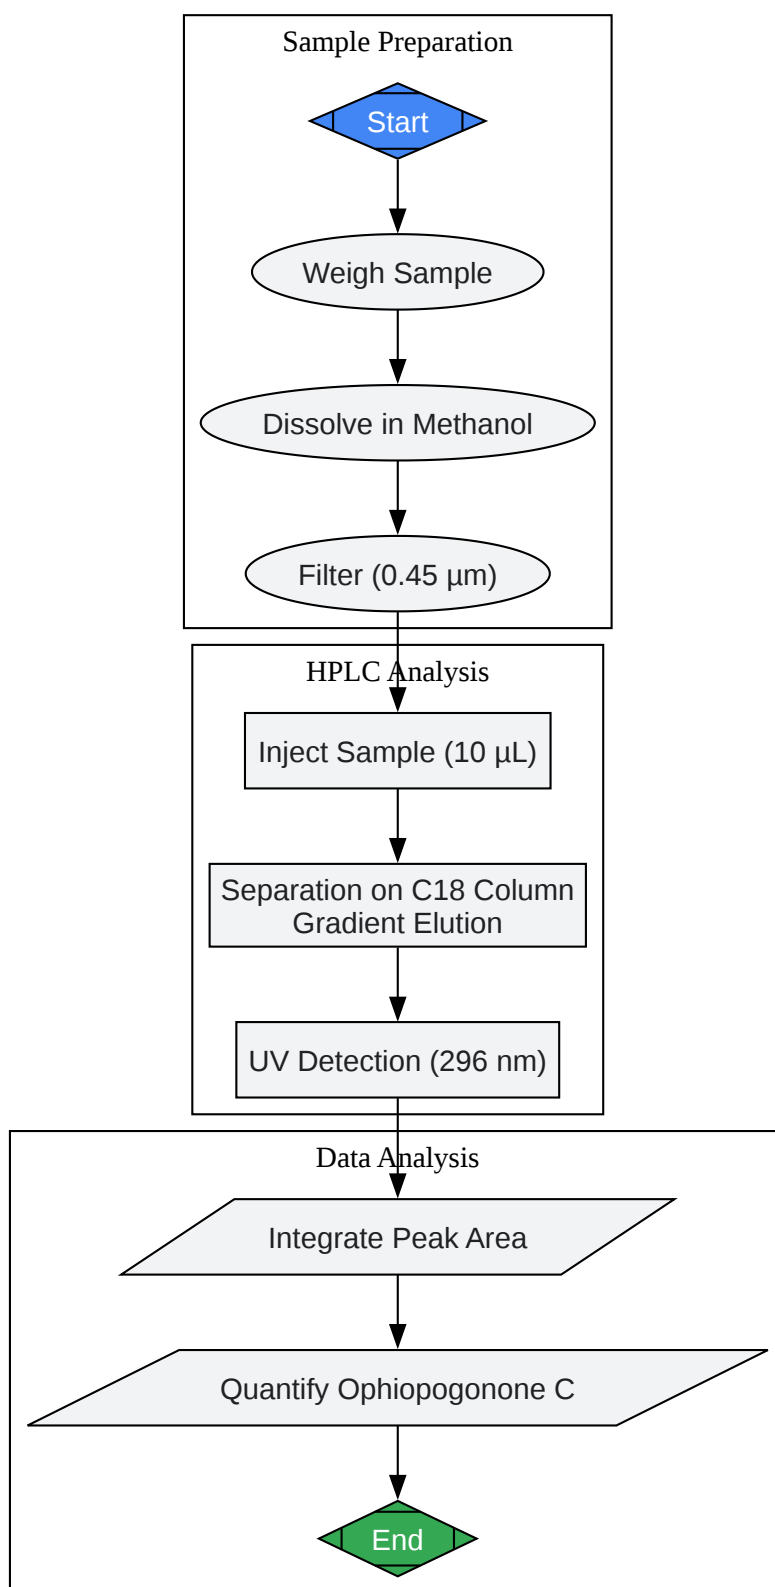 Sample Preparation
Start
Weigh Sample
Dissolve in Methanol
Filter (0.45 µm)
HPLC Analysis
Inject Sample (10 µL)
Separation on C18 Column
Gradient Elution
UV Detection (296 nm)
Data Analysis
Integrate Peak Area
Quantify Ophiopogonone C
End